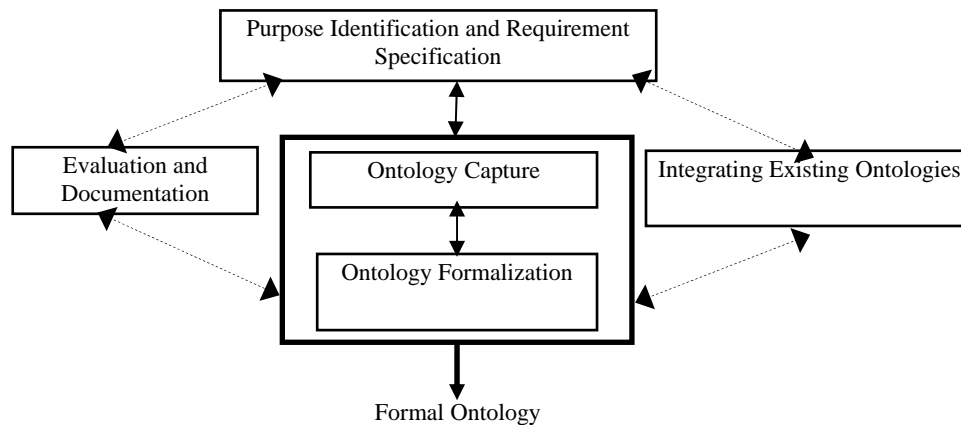 Purpose Identification and Requirement
Specification
Evaluation and
Documentation
Ontology Capture
Integrating Existing Ontologies
Ontology Formalization
Formal Ontology